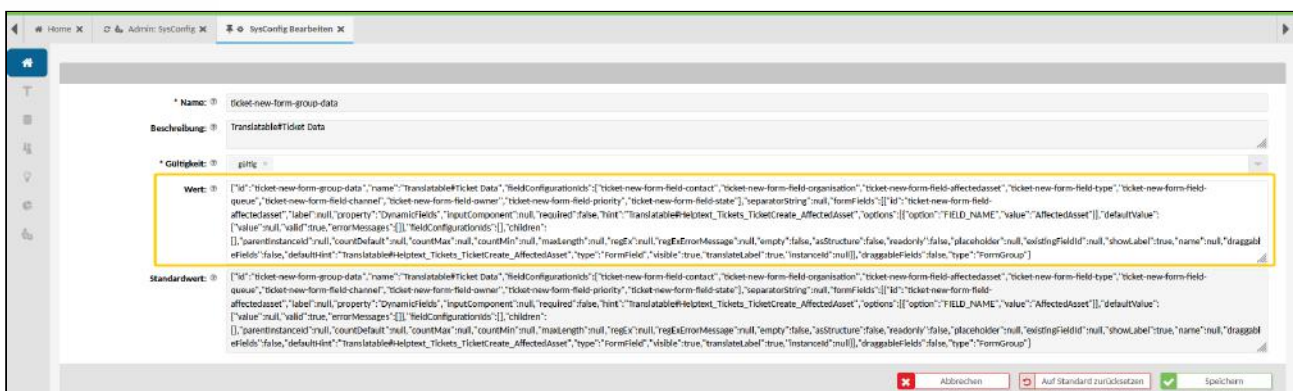 Home Admin: SysConfig SysConfig Bearbeiten
* Name: ticket-new-form-group-data
Beschreibung: Translatable#Ticket Data
* Gültigkeit: gültig
Wert: {"id":"ticket-new-form-group-data","name":"Translatable#Ticket Data","fieldConfigurationIds":["ticket-new-form-field-contact","ticket-new-form-field-organisation","ticket-new-form-field-affectedasset","ticket-new-form-field-type","ticket-new-form-field-
queue","ticket-new-form-field-channel","ticket-new-form-field-owner","ticket-new-form-field-priority","ticket-new-form-field-state"],"separatorString":null,"formFields":[{"id":"ticket-new-form-field-
affectedasset","label":null,"property":"DynamicFields","inputComponent":null,"required":false,"hint":"Translatable#Helptext_Tickets_TicketCreate_AffectedAsset","options":[{"option":"FIELD_NAME","value":"AffectedAsset"}],"defaultValue":
{"value":null,"valid":true,"errorMessages":[]},"fieldConfigurationIds":[],"children":
[],"parentInstanceId":null,"countDefault":null,"countMax":null,"countMin":null,"maxLength":null,"regEx":null,"regExErrorMessage":null,"empty":false,"asStructure":false,"readonly":false,"placeholder":null,"existingFieldId":null,"showLabel":true,"name":null,"draggabl
eFields":false,"defaultHint":"Translatable#Helptext_Tickets_TicketCreate_AffectedAsset","type":"FormField","visible":true,"translateLabel":true,"instanceId":null}],"draggableFields":false,"type":"FormGroup"}
Standardwert: {"id":"ticket-new-form-group-data","name":"Translatable#Ticket Data","fieldConfigurationIds":["ticket-new-form-field-contact","ticket-new-form-field-organisation","ticket-new-form-field-affectedasset","ticket-new-form-field-type","ticket-new-form-field-
queue","ticket-new-form-field-channel","ticket-new-form-field-owner","ticket-new-form-field-priority","ticket-new-form-field-state"],"separatorString":null,"formFields":[{"id":"ticket-new-form-field-
affectedasset","label":null,"property":"DynamicFields","inputComponent":null,"required":false,"hint":"Translatable#Helptext_Tickets_TicketCreate_AffectedAsset","options":[{"option":"FIELD_NAME","value":"AffectedAsset"}],"defaultValue":
{"value":null,"valid":true,"errorMessages":[]},"fieldConfigurationIds":[],"children":
[],"parentInstanceId":null,"countDefault":null,"countMax":null,"countMin":null,"maxLength":null,"regEx":null,"regExErrorMessage":null,"empty":false,"asStructure":false,"readonly":false,"placeholder":null,"existingFieldId":null,"showLabel":true,"name":null,"draggabl
eFields":false,"defaultHint":"Translatable#Helptext_Tickets_TicketCreate_AffectedAsset","type":"FormField","visible":true,"translateLabel":true,"instanceId":null}],"draggableFields":false,"type":"FormGroup"}
Abbrechen Auf Standard zurücksetzen Speichern